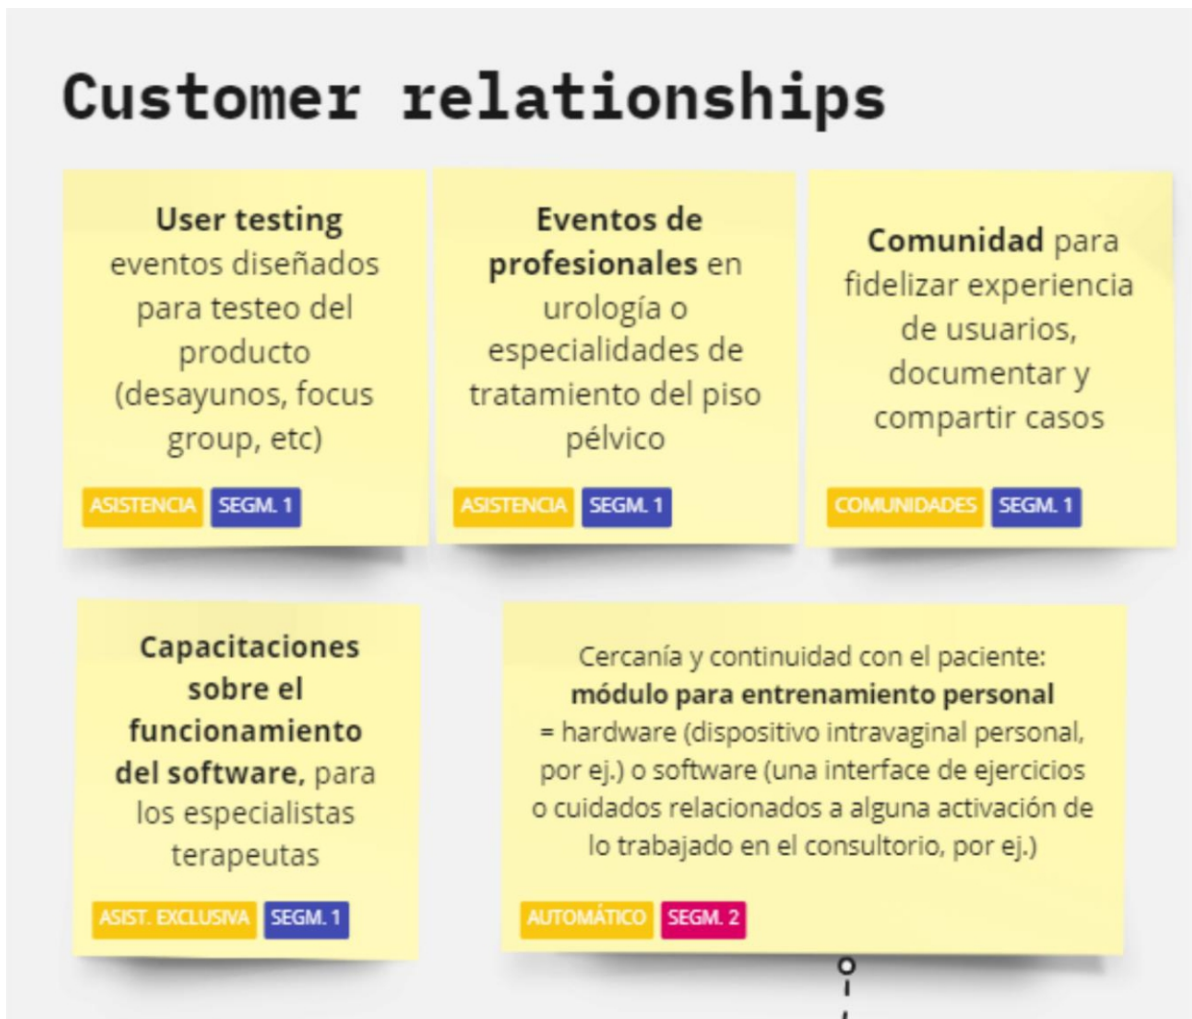 Customer relationships
User testing
eventos diseñados
para testeo del
producto
(desayunos, focus
group, etc)
ASISTENCIA SEGM. 1
Eventos de
profesionales en
urología o
especialidades de
tratamiento del piso
pélvico
ASISTENCIA SEGM. 1
Comunidad para
fidelizar experiencia
de usuarios,
documentar y
compartir casos
COMUNIDADES SEGM. 1
Capacitaciones
sobre el
funcionamiento
del software, para
los especialistas
terapeutas
ASIST. EXCLUSIVA SEGM. 1
Cercanía y continuidad con el paciente:
módulo para entrenamiento personal
= hardware (dispositivo intravaginal personal,
por ej.) o software (una interface de ejercicios
o cuidados relacionados a alguna activación de
lo trabajado en el consultorio, por ej.)
AUTOMÁTICO SEGM. 2